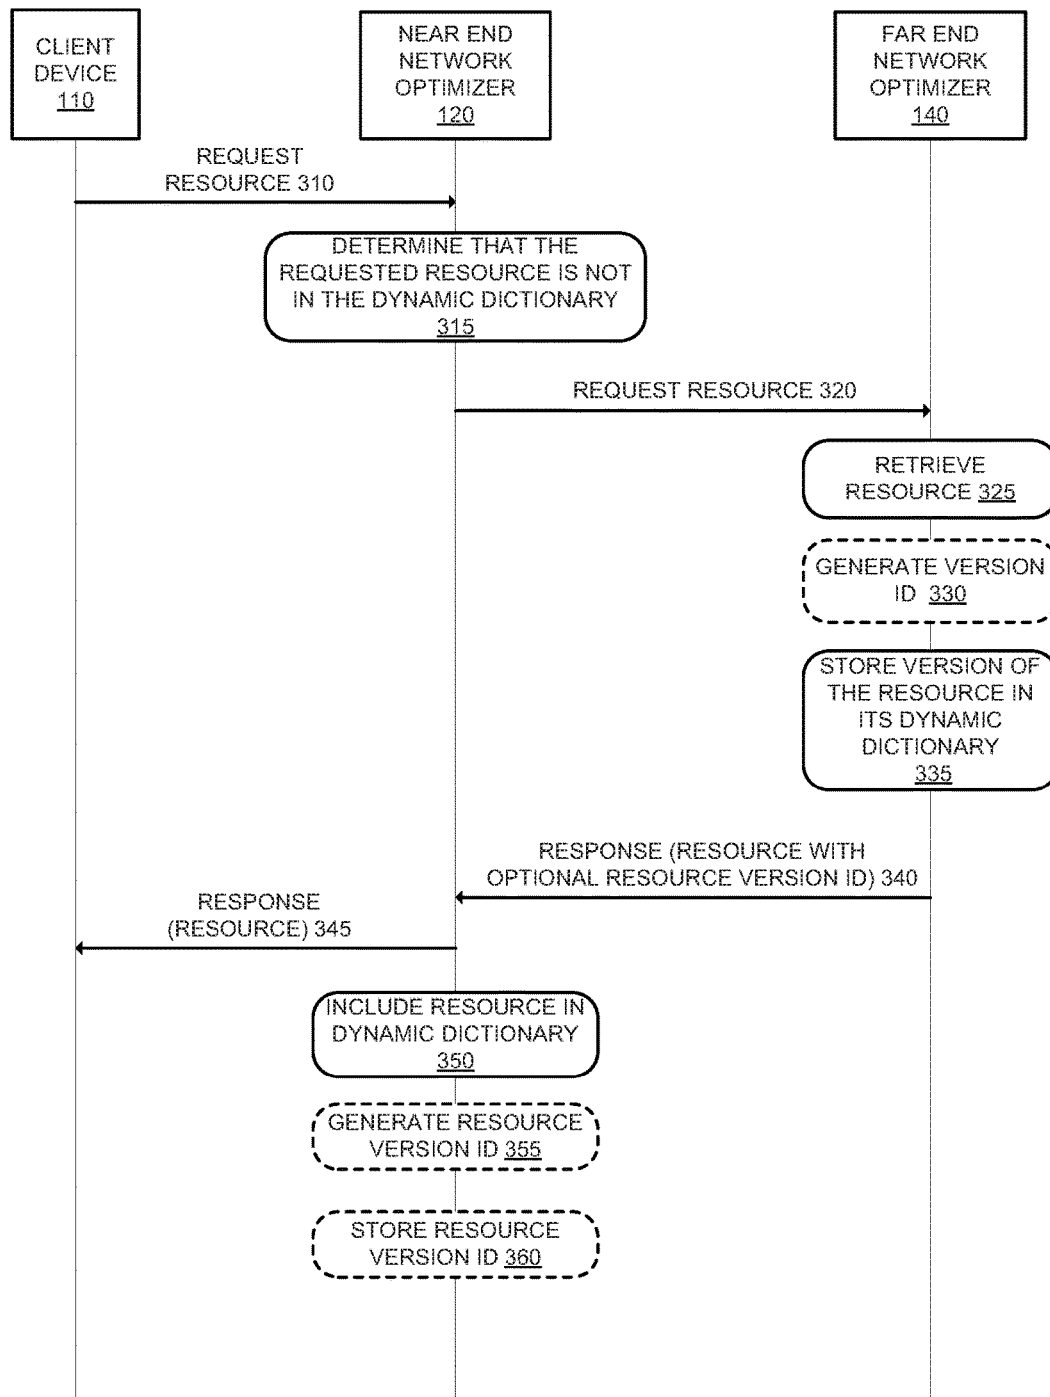 CLIENT
DEVICE
110
NEAR END
NETWORK
OPTIMIZER
120
FAR END
NETWORK
OPTIMIZER
140
REQUEST
RESOURCE 310
DETERMINE THAT THE
REQUESTED RESOURCE IS NOT
IN THE DYNAMIC DICTIONARY
315
REQUEST RESOURCE 320
RETRIEVE
RESOURCE 325
GENERATE VERSION
ID 330
STORE VERSION OF
THE RESOURCE IN
ITS DYNAMIC
DICTIONARY
335
RESPONSE (RESOURCE WITH
OPTIONAL RESOURCE VERSION ID) 340
RESPONSE
(RESOURCE) 345
INCLUDE RESOURCE IN
DYNAMIC DICTIONARY
350
GENERATE RESOURCE
VERSION ID 355
STORE RESOURCE
VERSION ID 360